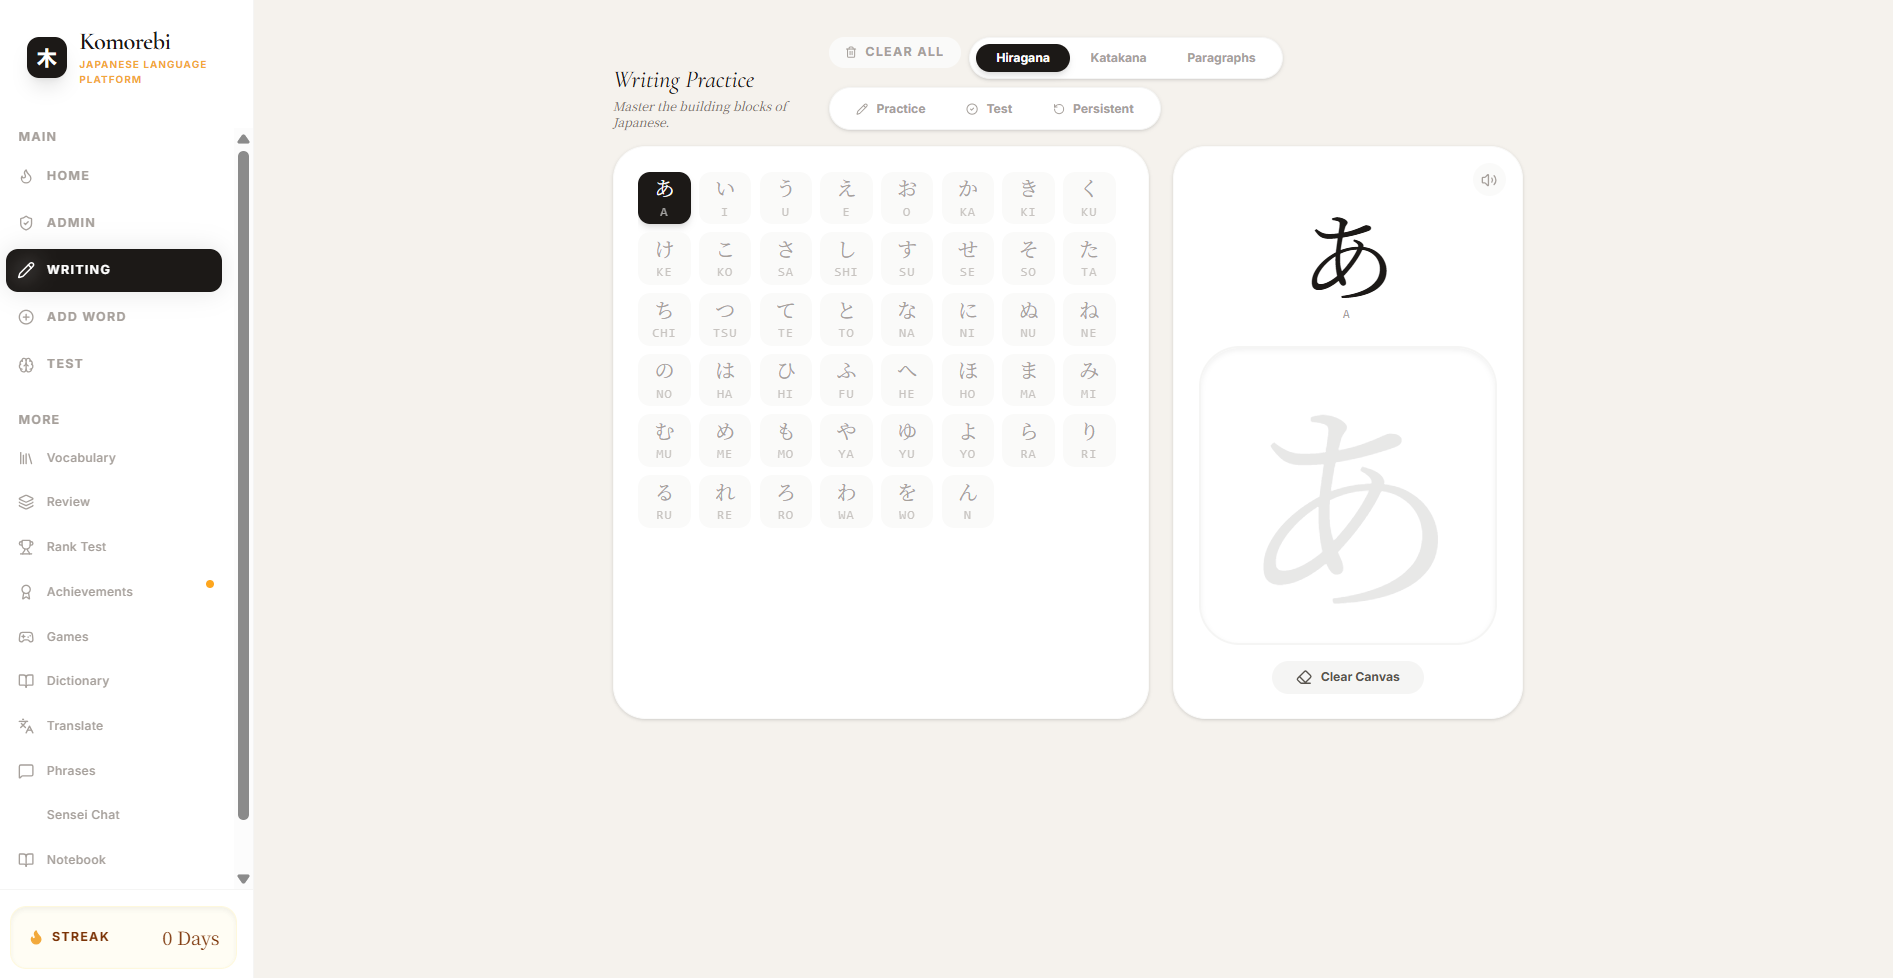 木
Komorebi
JAPANESE LANGUAGE
PLATFORM
MAIN
HOME
ADMIN
WRITING
ADD WORD
TEST
MORE
Vocabulary
Review
Rank Test
Achievements
Games
Dictionary
Translate
Phrases
Sensei Chat
Notebook
STREAK 0 Days
Writing Practice
Master the building blocks of
Japanese.
CLEAR ALL
Hiragana Katakana Paragraphs
Practice Test Persistent
あ い う え お か き く
A I U E O KA KI KU
け こ さ し す せ そ た
KE KO SA SHI SU SE SO TA
ち つ て と な に ぬ ね
CHI TSU TE TO NA NI NU NE
の は ひ ふ へ ほ ま み
NO HA HI FU HE HO MA MI
む め も や ゆ よ ら り
MU ME MO YA YU YO RA RI
る れ ろ わ を ん
RU RE RO WA WO N
あ
A
あ
Clear Canvas